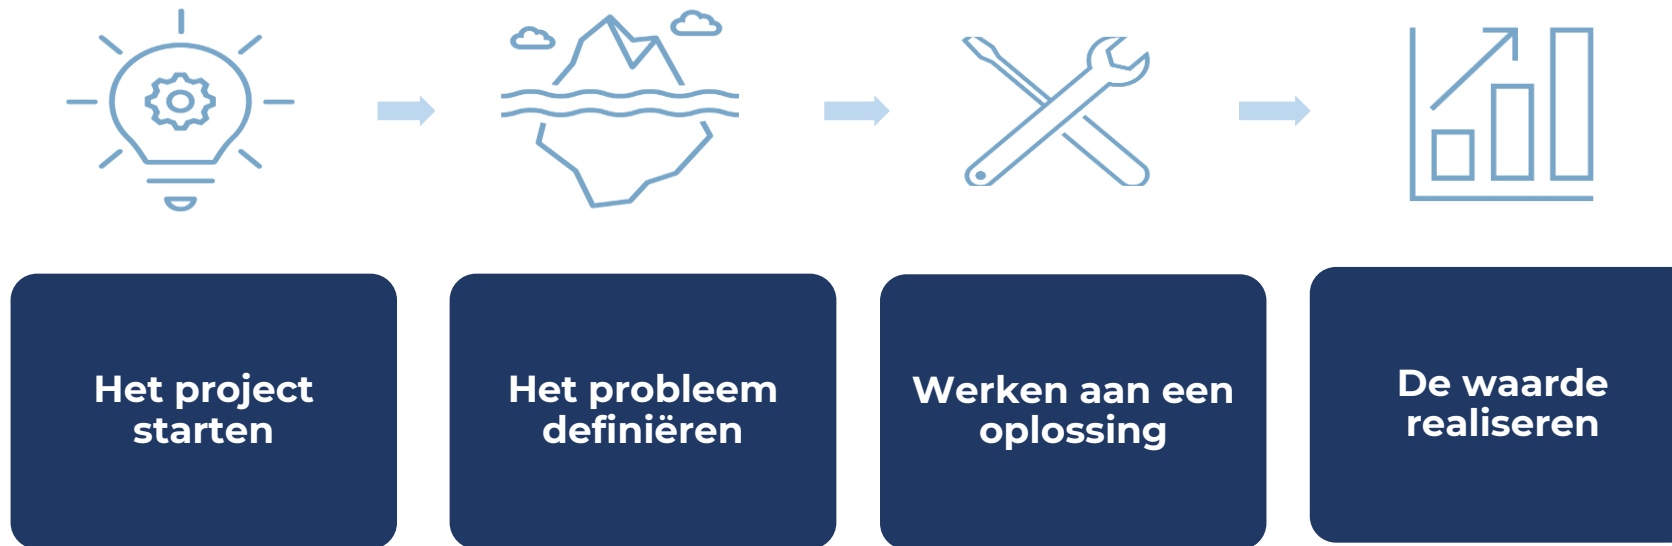 Het project
starten
Het probleem
definiëren
Werken aan een
oplossing
De waarde
realiseren